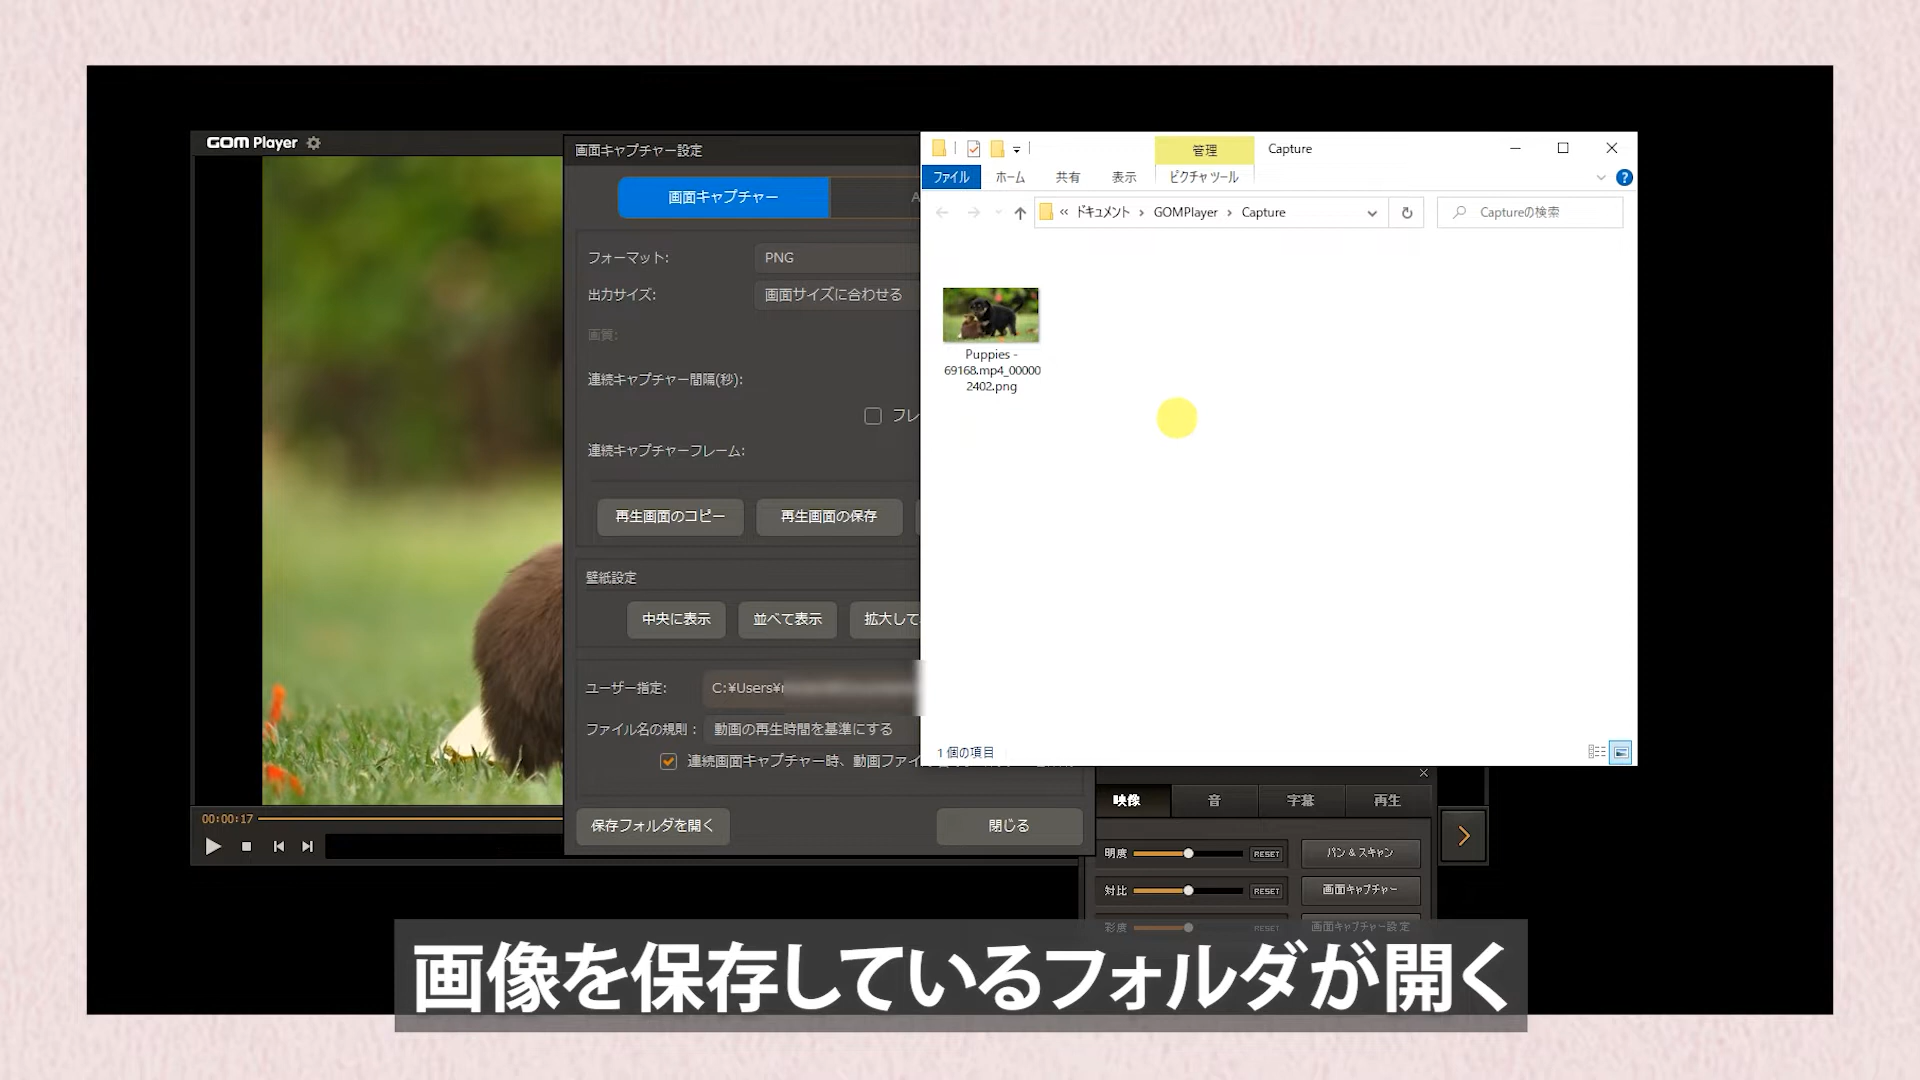 GOM Player
画面キャプチャー設定
画面キャプチャー
フォーマット:
PNG
出力サイズ:
画面サイズに合わせる
画質:
連続キャプチャー間隔(秒):
フレ
連続キャプチャーフレーム:
再生画面のコピー
再生画面の保存
壁紙設定
中央に表示
並べて表示
拡大して
ユーザー指定:
C:¥Users¥
ファイル名の規則 :
動画の再生時間を基準にする
連続画面キャプチャー時、動画ファイ
保存フォルダを開く
閉じる
00:00:17
管理
Capture
ファイル
ホーム
共有
表示
ピクチャ ツール
« ドキュメント › GOMPlayer › Capture
Captureの検索
Puppies -
69168.mp4_00000
2402.png
1 個の項目
映像
音
字幕
再生
明度
RESET
パン & スキャン
対比
RESET
画面キャプチャー
彩度
RESET
画面キャプチャー設定
画像を保存しているフォルダが開く